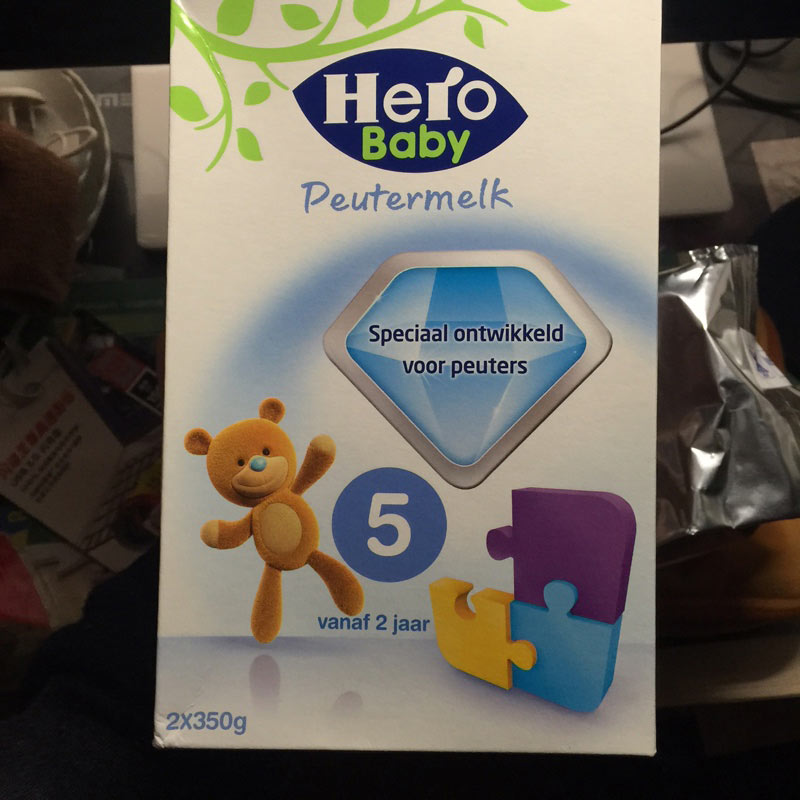 Hero
Baby
Peutermelk
Speciaal ontwikkeld
voor peuters
5
vanaf 2 jaar
2X350g